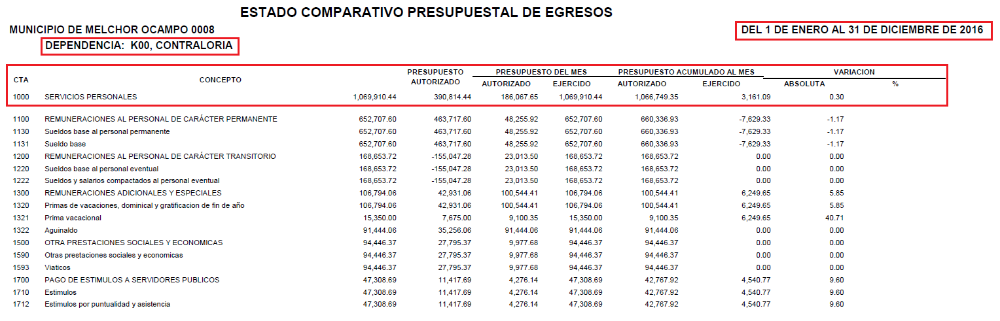 ESTADO COMPARATIVO PRESUPUESTAL DE EGRESOS
MUNICIPIO DE MELCHOR OCAMPO 0008 DEL 1 DE ENERO AL 31 DE DICIEMBRE DE 2016
DEPENDENCIA: K00, CONTRALORIA
CTA CONCEPTO PRESUPUESTO AUTORIZADO PRESUPUESTO DEL MES PRESUPUESTO ACUMULADO AL MES VARIACION
AUTORIZADO EJERCIDO AUTORIZADO EJERCIDO ABSOLUTA %
1000 SERVICIOS PERSONALES 1,069,910.44 390,814.44 186,067.65 1,069,910.44 1,066,749.35 3,161.09 0.30
1100 REMUNERACIONES AL PERSONAL DE CARÁCTER PERMANENTE 652,707.60 463,717.60 48,255.92 652,707.60 660,336.93 -7,629.33 -1.17
1130 Sueldos base al personal permanente 652,707.60 463,717.60 48,255.92 652,707.60 660,336.93 -7,629.33 -1.17
1131 Sueldo base 652,707.60 463,717.60 48,255.92 652,707.60 660,336.93 -7,629.33 -1.17
1200 REMUNERACIONES AL PERSONAL DE CARÁCTER TRANSITORIO 168,653.72 -155,047.28 23,013.50 168,653.72 168,653.72 0.00 0.00
1220 Sueldos base al personal eventual 168,653.72 -155,047.28 23,013.50 168,653.72 168,653.72 0.00 0.00
1222 Sueldos y salarios compactados al personal eventual 168,653.72 -155,047.28 23,013.50 168,653.72 168,653.72 0.00 0.00
1300 REMUNERACIONES ADICIONALES Y ESPECIALES 106,794.06 42,931.06 100,544.41 106,794.06 100,544.41 6,249.65 5.85
1320 Primas de vacaciones, dominical y gratificacion de fin de año 106,794.06 42,931.06 100,544.41 106,794.06 100,544.41 6,249.65 5.85
1321 Prima vacacional 15,350.00 7,675.00 9,100.35 15,350.00 9,100.35 6,249.65 40.71
1322 Aguinaldo 91,444.06 35,256.06 91,444.06 91,444.06 91,444.06 0.00 0.00
1500 OTRA PRESTACIONES SOCIALES Y ECONOMICAS 94,446.37 27,795.37 9,977.68 94,446.37 94,446.37 0.00 0.00
1590 Otras prestaciones sociales y economicas 94,446.37 27,795.37 9,977.68 94,446.37 94,446.37 0.00 0.00
1593 Viaticos 94,446.37 27,795.37 9,977.68 94,446.37 94,446.37 0.00 0.00
1700 PAGO DE ESTIMULOS A SERVIDORES PUBLICOS 47,308.69 11,417.69 4,276.14 47,308.69 42,767.92 4,540.77 9.60
1710 Estimulos 47,308.69 11,417.69 4,276.14 47,308.69 42,767.92 4,540.77 9.60
1712 Estimulos por puntualidad y asistencia 47,308.69 11,417.69 4,276.14 47,308.69 42,767.92 4,540.77 9.60